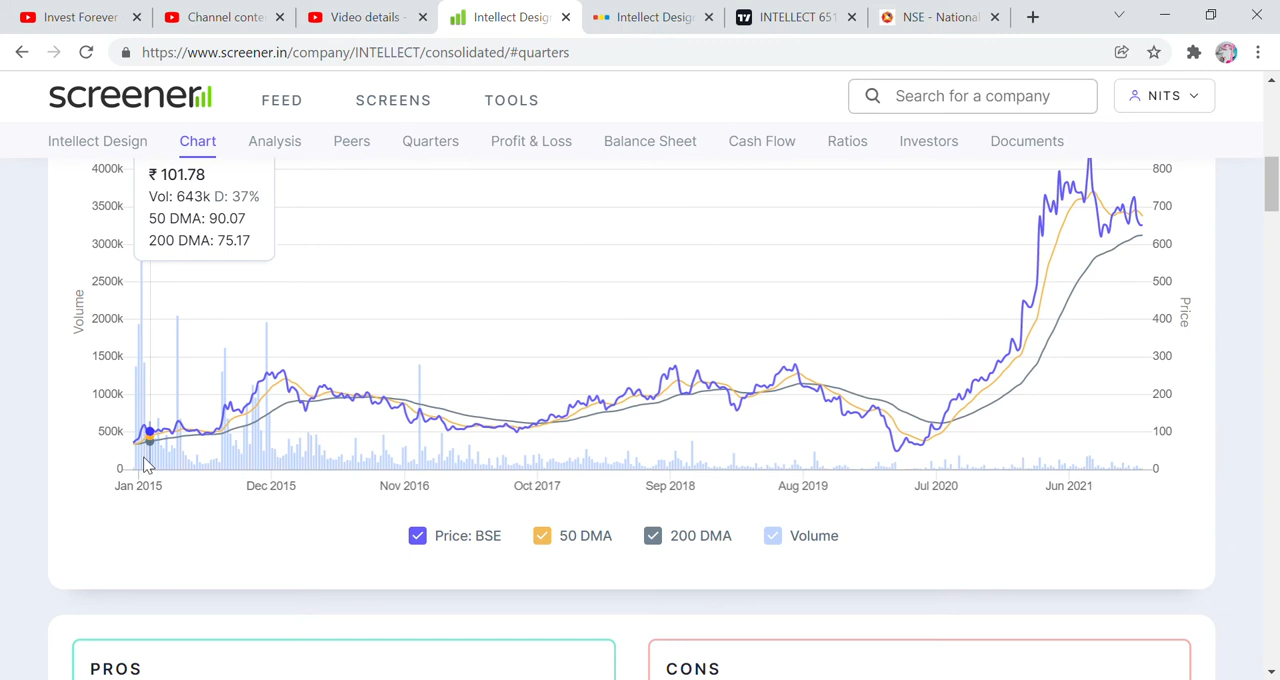 Invest Forever
Channel conte
Video details -
Intellect Desig
Intellect Desig
INTELLECT 651
NSE - National
https://www.screener.in/company/INTELLECT/consolidated/#quarters
screener
FEED SCREENS TOOLS
Search for a company
NITS
Intellect Design Chart Analysis Peers Quarters Profit & Loss Balance Sheet Cash Flow Ratios Investors Documents
₹ 101.78
Vol: 643k D: 37%
50 DMA: 90.07
200 DMA: 75.17
4000k 800
3500k 700
3000k 600
2500k 500
2000k 400
1500k 300
1000k 200
500k 100
0 0
Volume
Price
Jan 2015 Dec 2015 Nov 2016 Oct 2017 Sep 2018 Aug 2019 Jul 2020 Jun 2021
Price: BSE 50 DMA 200 DMA Volume
PROS
CONS